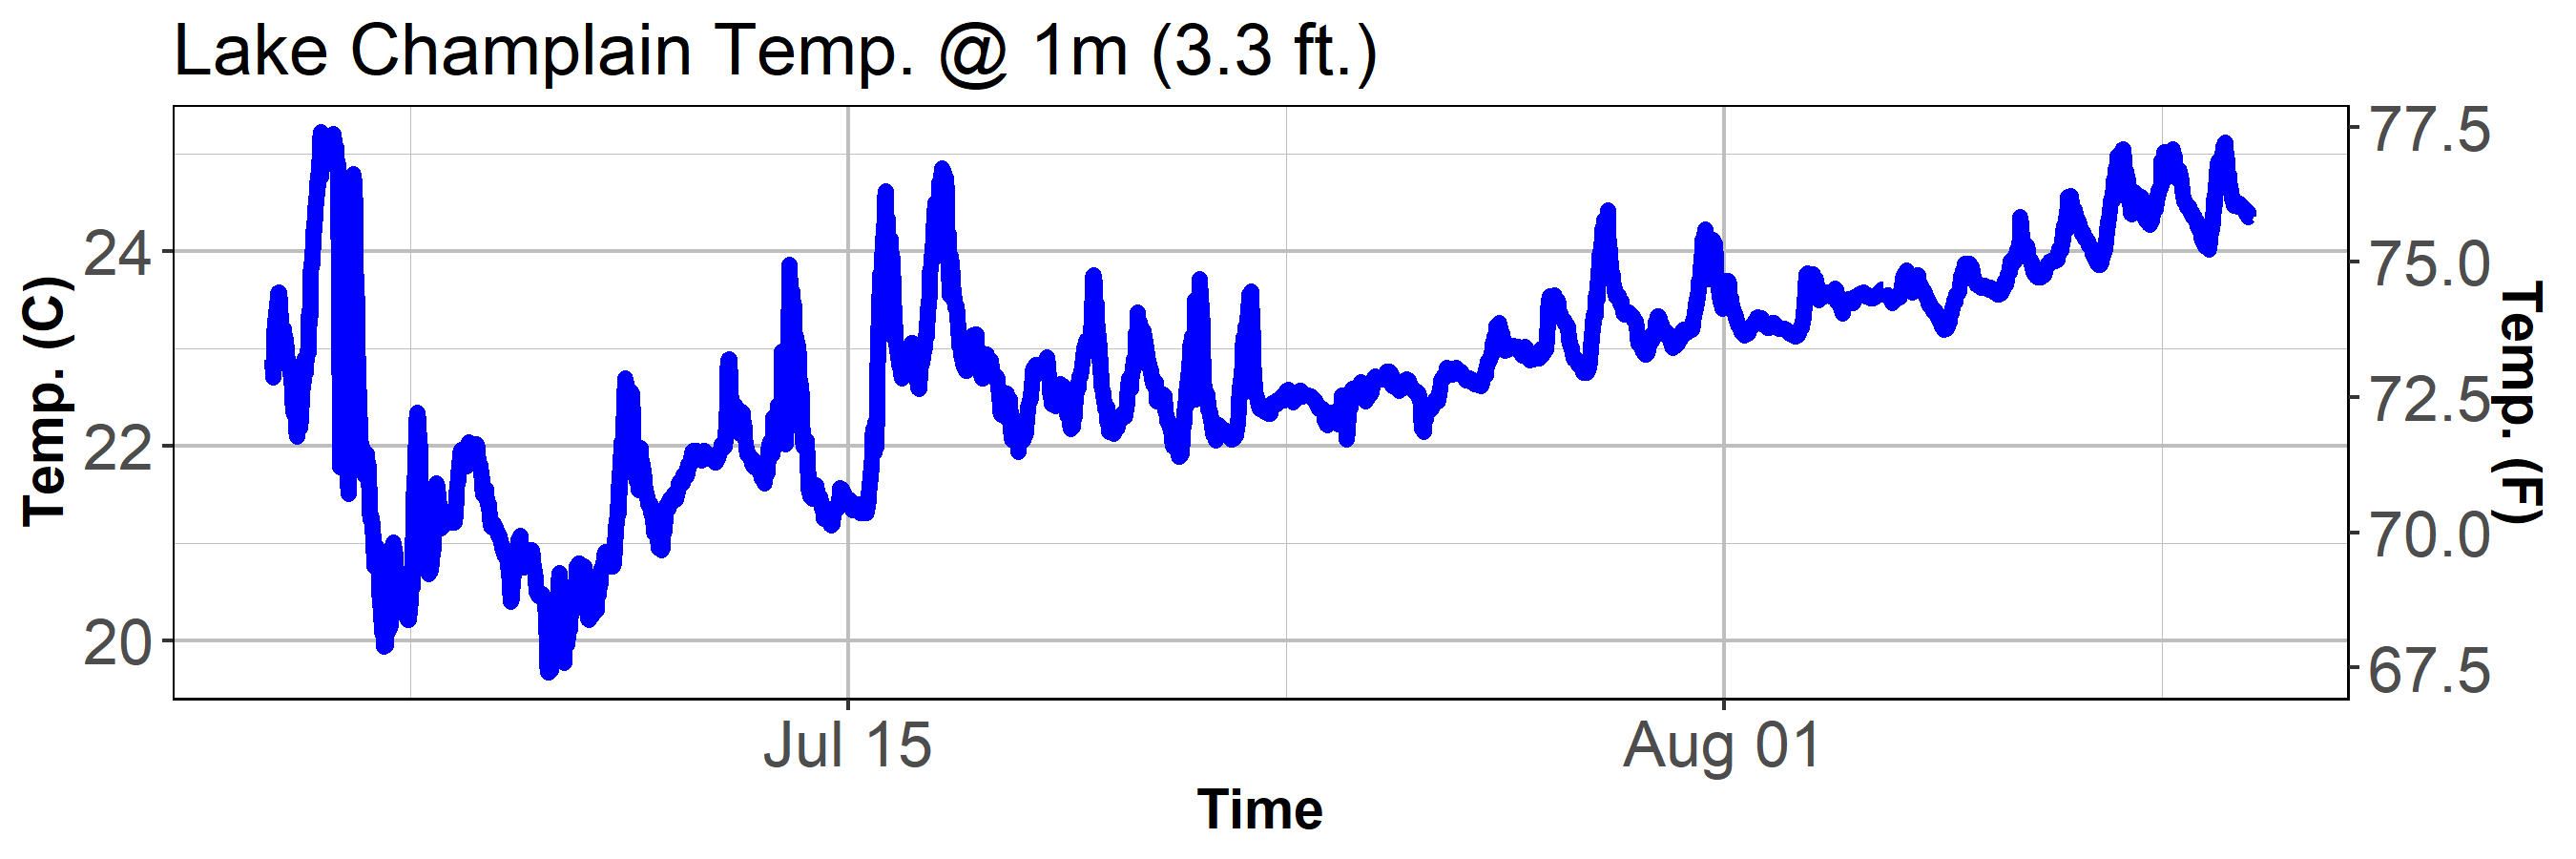 Lake Champlain Temp. @ 1m (3.3 ft.)
Temp. (C)
24
22
20
77.5
75.0
72.5
70.0
67.5
Temp. (F)
Jul 15
Aug 01
Time